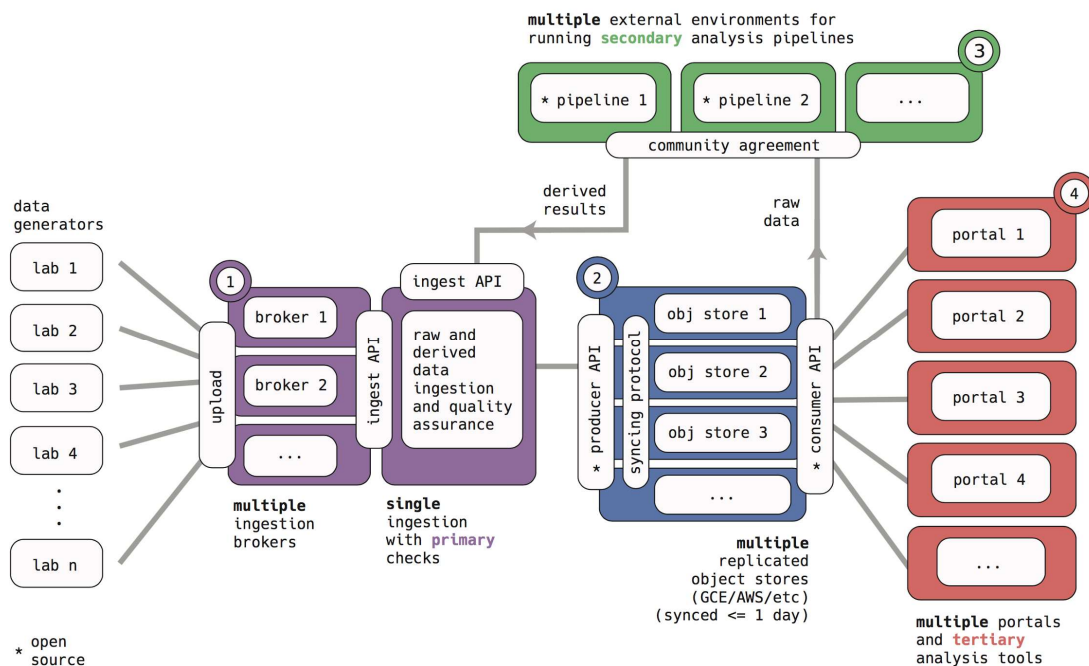 multiple external environments for
running secondary analysis pipelines
3
* pipeline 1
* pipeline 2
...
community agreement
derived
results
raw
data
data
generators
lab 1
lab 2
lab 3
lab 4
.
.
.
lab n
* open
source
1
upload
broker 1
broker 2
...
multiple
ingestion
brokers
ingest API
ingest API
raw and
derived
data
ingestion
and quality
assurance
single
ingestion
with primary
checks
2
* producer API
syncing protocol
obj store 1
obj store 2
obj store 3
...
* consumer API
multiple
replicated
object stores
(GCE/AWS/etc)
(synced <= 1 day)
4
portal 1
portal 2
portal 3
portal 4
...
multiple portals
and tertiary
analysis tools